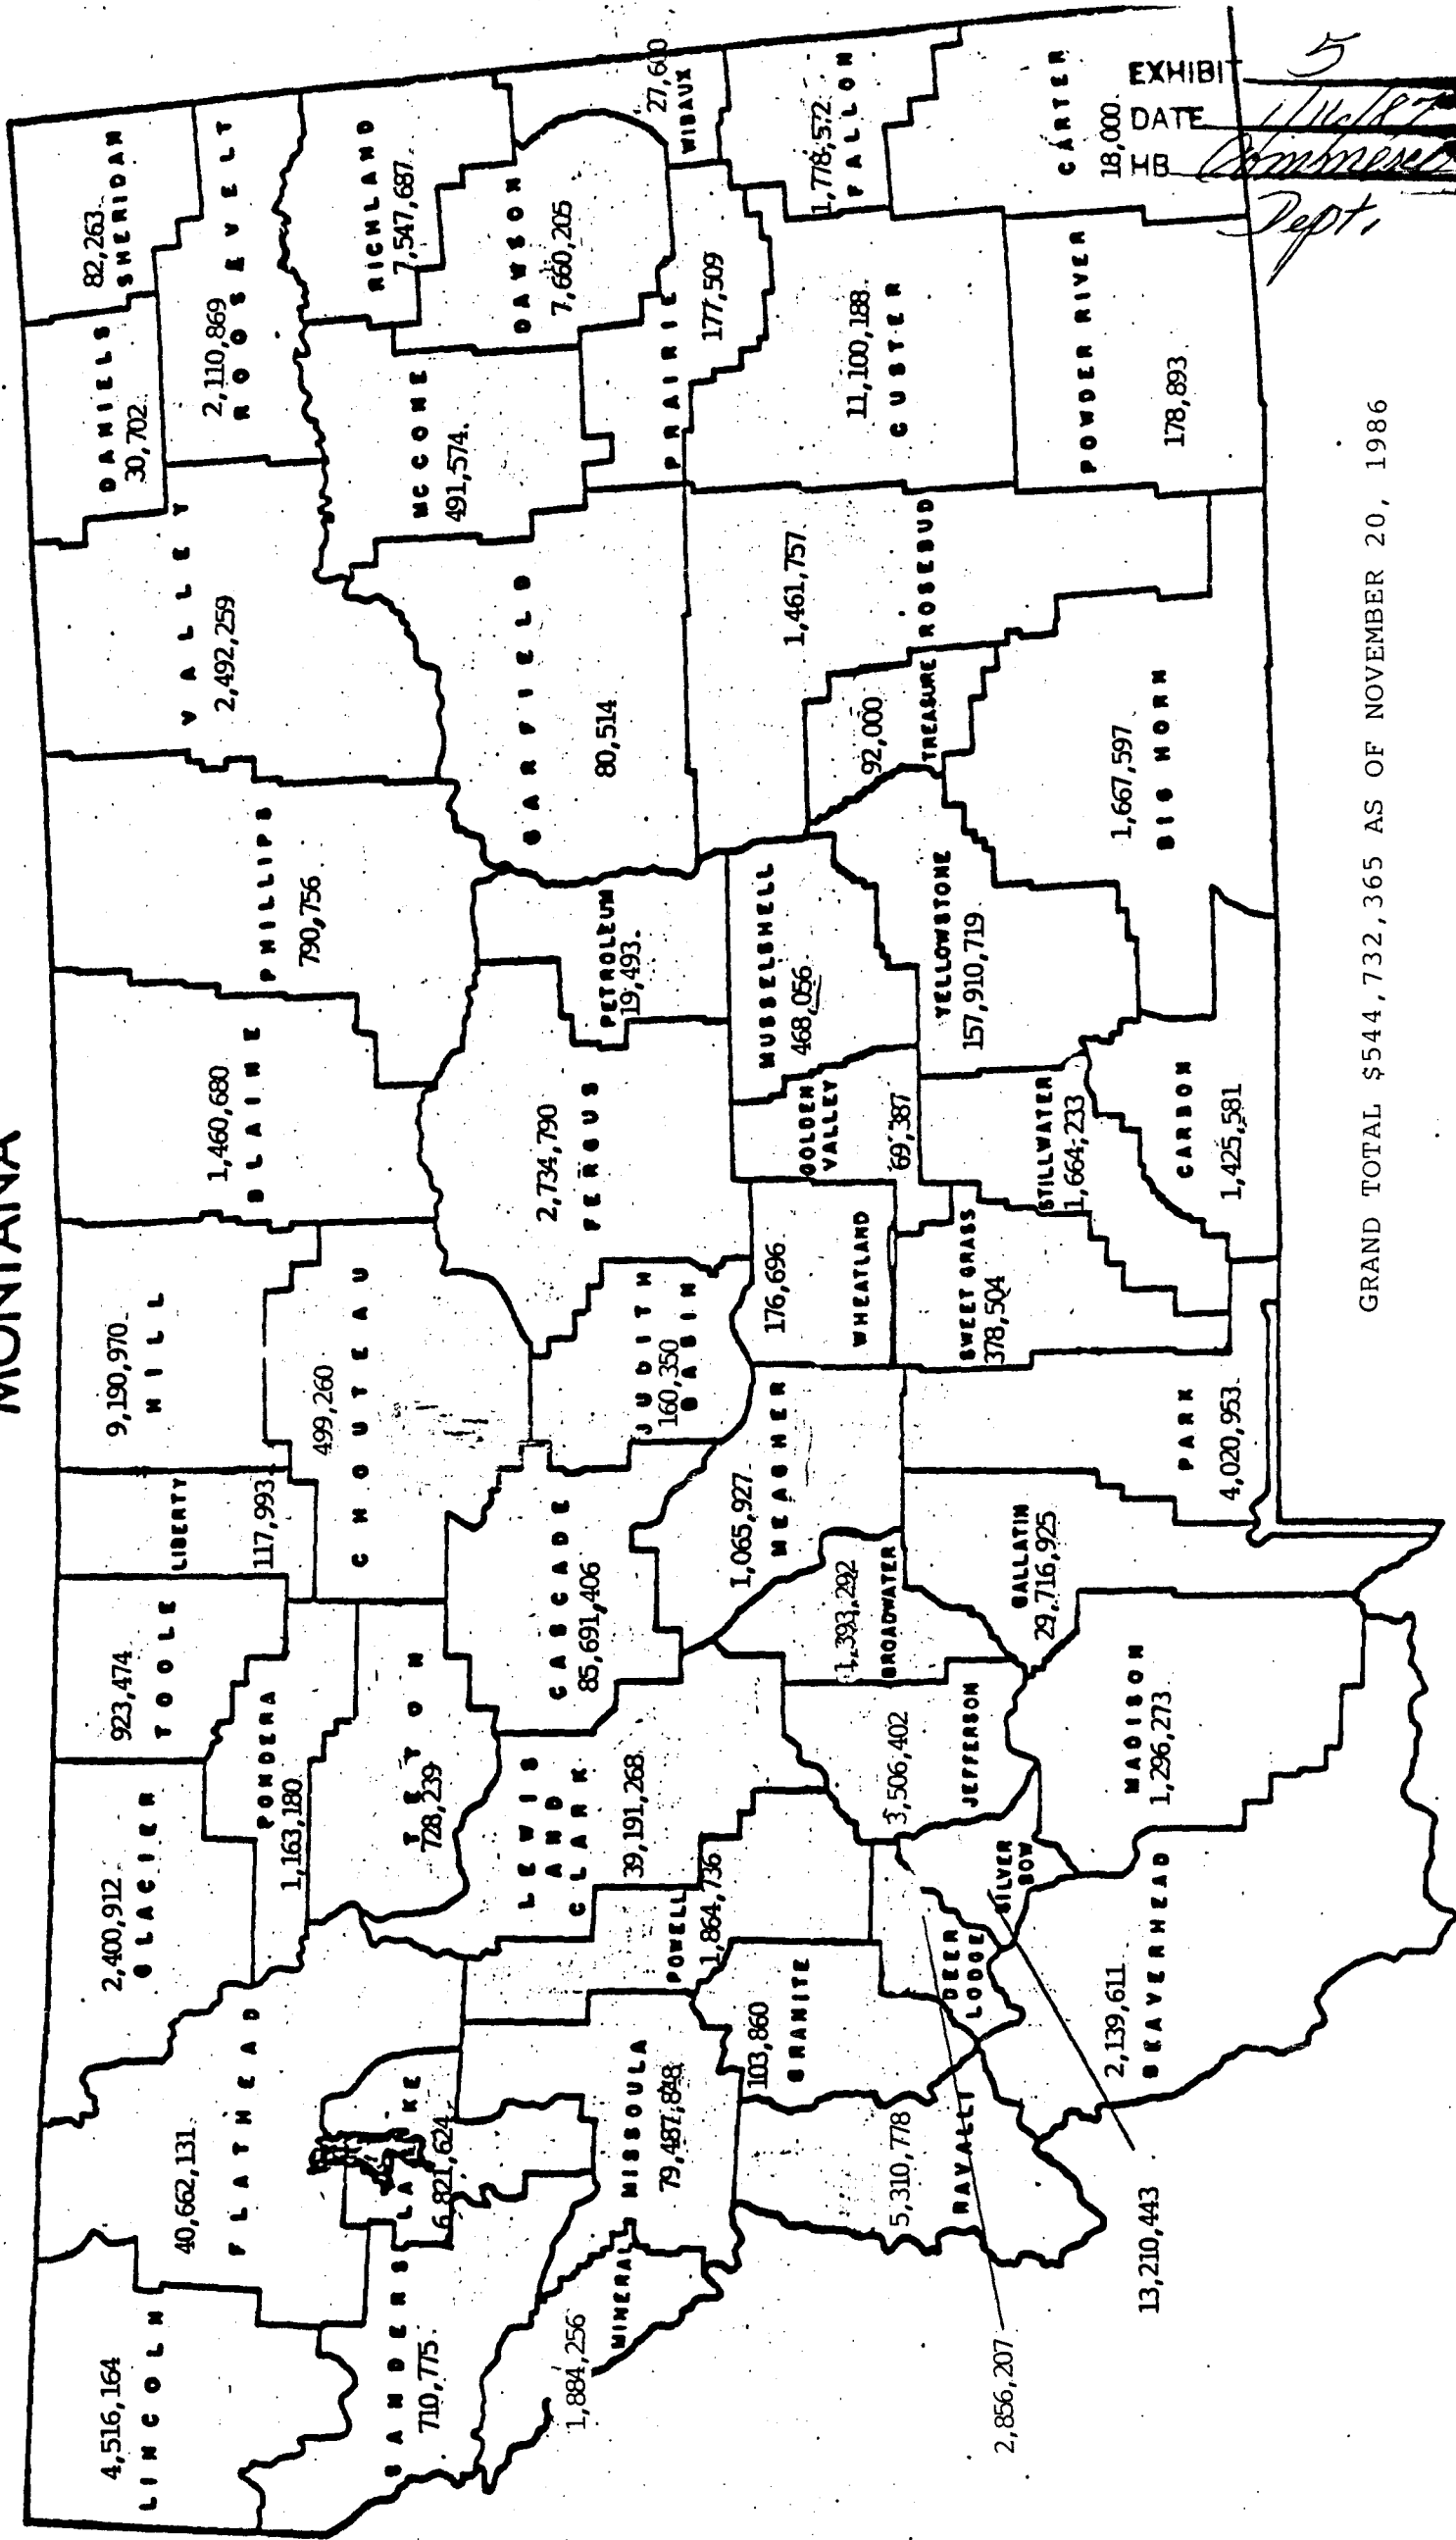 MONTANA
4,516,164
LINCOLN
40,662,131
FLATHEAD
2,400,912
GLACIER
923,474
TOOLE
LIBERTY
117,993
9,190,970
HILL
1,460,680
BLAINE
PHILLIPS
790,756
VALLEY
2,492,259
DANIELS
30,702
82,263
SHERIDAN
2,110,869
ROOSEVELT
SANDERS
710,775
LAKE
6,821,624
PONDERA
1,163,180
TETON
728,239
499,260
CHOUTEAU
MCCONE
491,574.
RICHLAND
7,547,687
DAWSON
7,660,205
27,600
WIBAUX
1,884,256
MINERAL
MISSOULA
79,487,848
POWELL
1,864,736
LEWIS
AND
CLARK
39,191,268
CASCADE
85,691,406
JUDITH
160,350
BASIN
2,734,790
FERGUS
PETROLEUM
19,493.
GARFIELD
80,514
PRAIRIE
177,509
1,778,572
FALLON
5,310,778
RAVALLI
103,860
GRANITE
1,393,292
BROADWATER
1,065,927
MEAGHER
176,696
WHEATLAND
GOLDEN
VALLEY
69,387
MUSSELSHELL
468,056
92,000
TREASURE
1,461,757
ROSEBUD
11,100,188
CUSTER
CARTER
18,000
2,856,207
DEER
LODGE
SILVER
BOW
13,210,443
3,506,402
JEFFERSON
GALLATIN
29,716,925
SWEET GRASS
378,504
STILLWATER
1,664,233
YELLOWSTONE
157,910,719
1,667,597
BIG HORN
POWDER RIVER
178,893
2,139,611
BEAVERHEAD
MADISON
1,296,273
PARK
4,020,953
CARBON
1,425,581
GRAND TOTAL $544,732,365 AS OF NOVEMBER 20, 1986
EXHIBIT 5
DATE 1/16/87
HB Commerce
Dept.